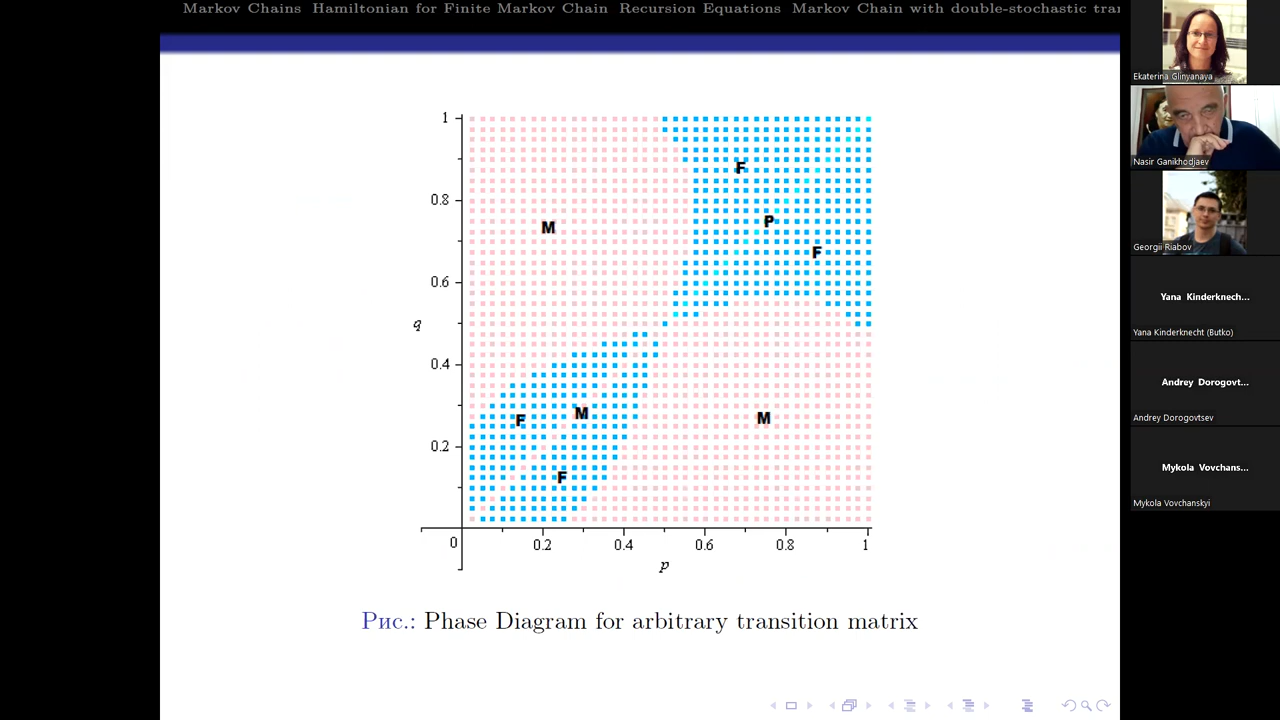 Markov Chains Hamiltonian for Finite Markov Chain Recursion Equations Markov Chain with double-stochastic tran
Ekaterina Glinyanaya
Nasir Ganikhodjaev
Georgii Riabov
Yana Kinderknech...
Yana Kinderknecht (Butko)
Andrey Dorogovt...
Andrey Dorogovtsev
Mykola Vovchans...
Mykola Vovchanskyi
1
0.8
0.6
q
0.4
0.2
0
0.2
0.4
0.6
0.8
1
p
F
M
P
F
F
M
M
F
Рис.: Phase Diagram for arbitrary transition matrix